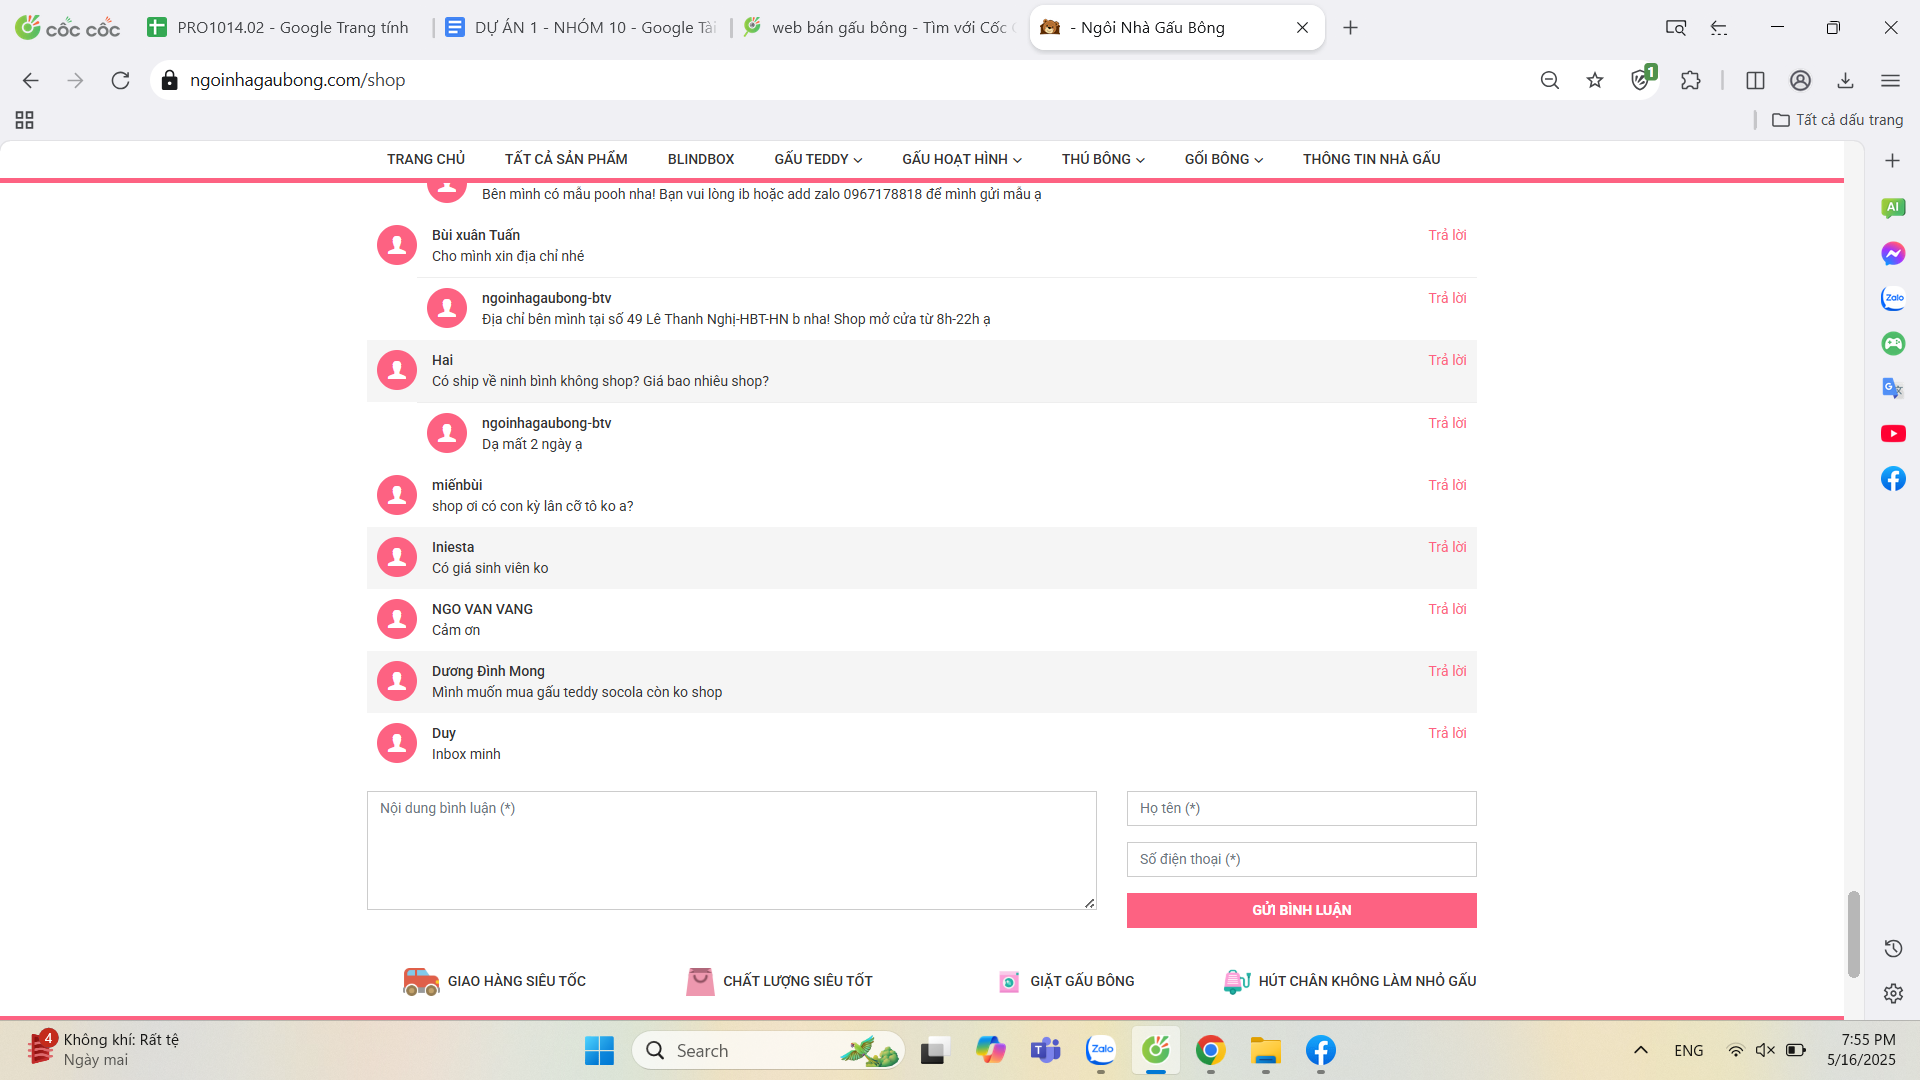 cốc cốc
PRO1014.02 - Google Trang tính
DỰ ÁN 1 - NHÓM 10 - Google Tài
web bán gấu bông - Tìm với Cốc
- Ngôi Nhà Gấu Bông
ngoinhagaubong.com/shop
1
Tất cả dấu trang
TRANG CHỦ
TẤT CẢ SẢN PHẨM
BLINDBOX
GẤU TEDDY
GẤU HOẠT HÌNH
THÚ BÔNG
GỐI BÔNG
THÔNG TIN NHÀ GẤU
Bên mình có mẫu pooh nha! Bạn vui lòng ib hoặc add zalo 0967178818 để mình gửi mẫu ạ
Bùi xuân Tuấn
Trả lời
Cho mình xin địa chỉ nhé
ngoinhagaubong-btv
Trả lời
Địa chỉ bên mình tại số 49 Lê Thanh Nghị-HBT-HN b nha! Shop mở cửa từ 8h-22h ạ
Hai
Trả lời
Có ship về ninh bình không shop? Giá bao nhiêu shop?
ngoinhagaubong-btv
Trả lời
Dạ mất 2 ngày ạ
miếnbùi
Trả lời
shop ơi có con kỳ lân cỡ tô ko a?
Iniesta
Trả lời
Có giá sinh viên ko
NGO VAN VANG
Trả lời
Cảm ơn
Dương Đình Mong
Trả lời
Mình muốn mua gấu teddy socola còn ko shop
Duy
Trả lời
Inbox minh
Nội dung bình luận (*)
Họ tên (*)
Số điện thoại (*)
GỬI BÌNH LUẬN
GIAO HÀNG SIÊU TỐC
CHẤT LƯỢNG SIÊU TỐT
GIẶT GẤU BÔNG
HÚT CHÂN KHÔNG LÀM NHỎ GẤU
AI
Zalo
4
Không khí: Rất tệ
Ngày mai
Search
Zalo
ENG
7:55 PM
5/16/2025